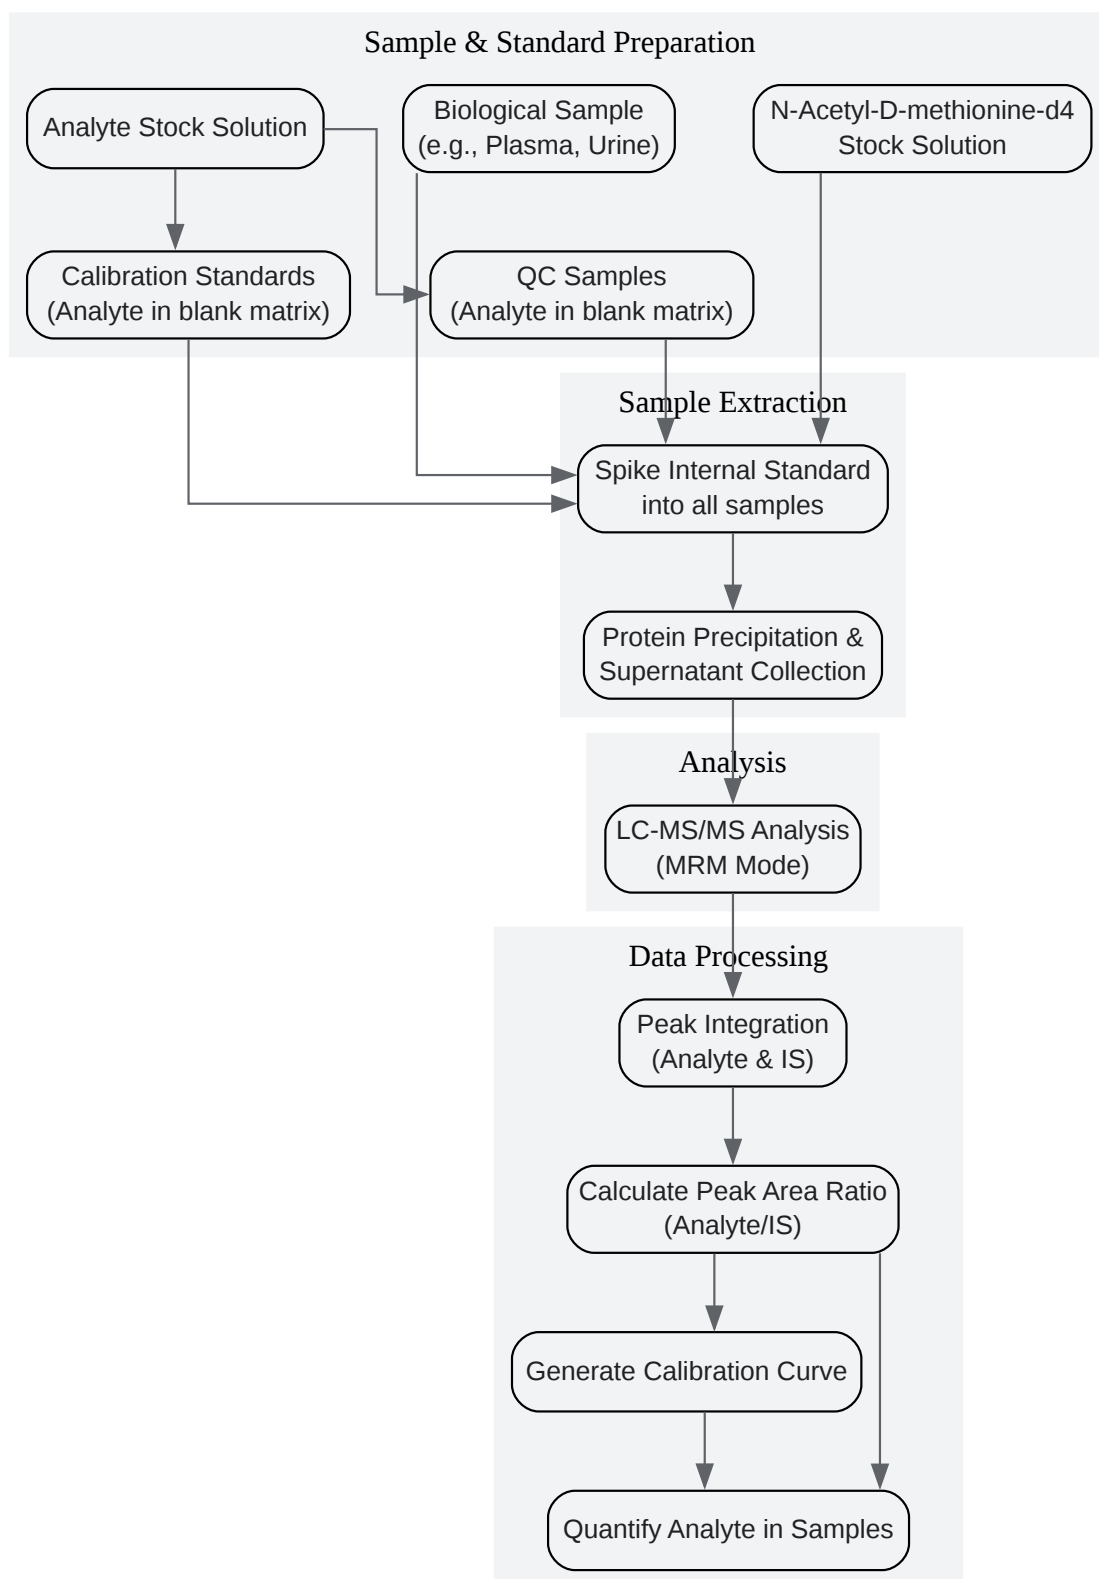 Sample & Standard Preparation
Analyte Stock Solution
Biological Sample
(e.g., Plasma, Urine)
N-Acetyl-D-methionine-d4
Stock Solution
Calibration Standards
(Analyte in blank matrix)
QC Samples
(Analyte in blank matrix)
Sample Extraction
Spike Internal Standard
into all samples
Protein Precipitation &
Supernatant Collection
Analysis
LC-MS/MS Analysis
(MRM Mode)
Data Processing
Peak Integration
(Analyte & IS)
Calculate Peak Area Ratio
(Analyte/IS)
Generate Calibration Curve
Quantify Analyte in Samples